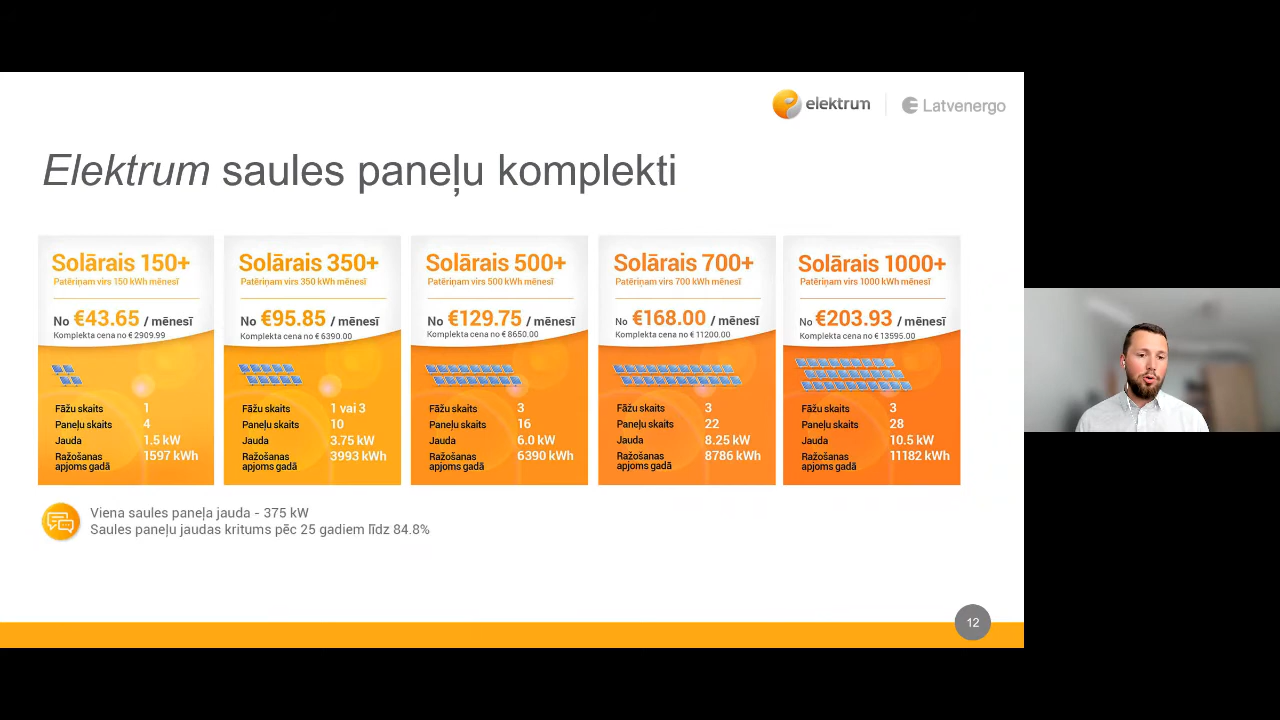 elektrum
Latvenergo
Elektrum saules paneļu komplekti
Solārais 150+
Patēriņam virs 150 kWh mēnesī
No €43.65 / mēnesī
Komplekta cena no € 2909.99
Fāžu skaits 1
Paneļu skaits 4
Jauda 1.5 kW
Ražošanas 1597 kWh
apjoms gadā
Solārais 350+
Patēriņam virs 350 kWh mēnesī
No €95.85 / mēnesī
Komplekta cena no € 6390.00
Fāžu skaits 1 vai 3
Paneļu skaits 10
Jauda 3.75 kW
Ražošanas 3993 kWh
apjoms gadā
Solārais 500+
Patēriņam virs 500 kWh mēnesī
No €129.75 / mēnesī
Komplekta cena no € 8650.00
Fāžu skaits 3
Paneļu skaits 16
Jauda 6.0 kW
Ražošanas 6390 kWh
apjoms gadā
Solārais 700+
Patēriņam virs 700 kWh mēnesī
No €168.00 / mēnesī
Komplekta cena no € 11200.00
Fāžu skaits 3
Paneļu skaits 22
Jauda 8.25 kW
Ražošanas 8786 kWh
apjoms gadā
Solārais 1000+
Patēriņam virs 1000 kWh mēnesī
No €203.93 / mēnesī
Komplekta cena no € 13595.00
Fāžu skaits 3
Paneļu skaits 28
Jauda 10.5 kW
Ražošanas 11182 kWh
apjoms gadā
Viena saules paneļa jauda - 375 kW
Saules paneļu jaudas kritums pēc 25 gadiem līdz 84.8%
12